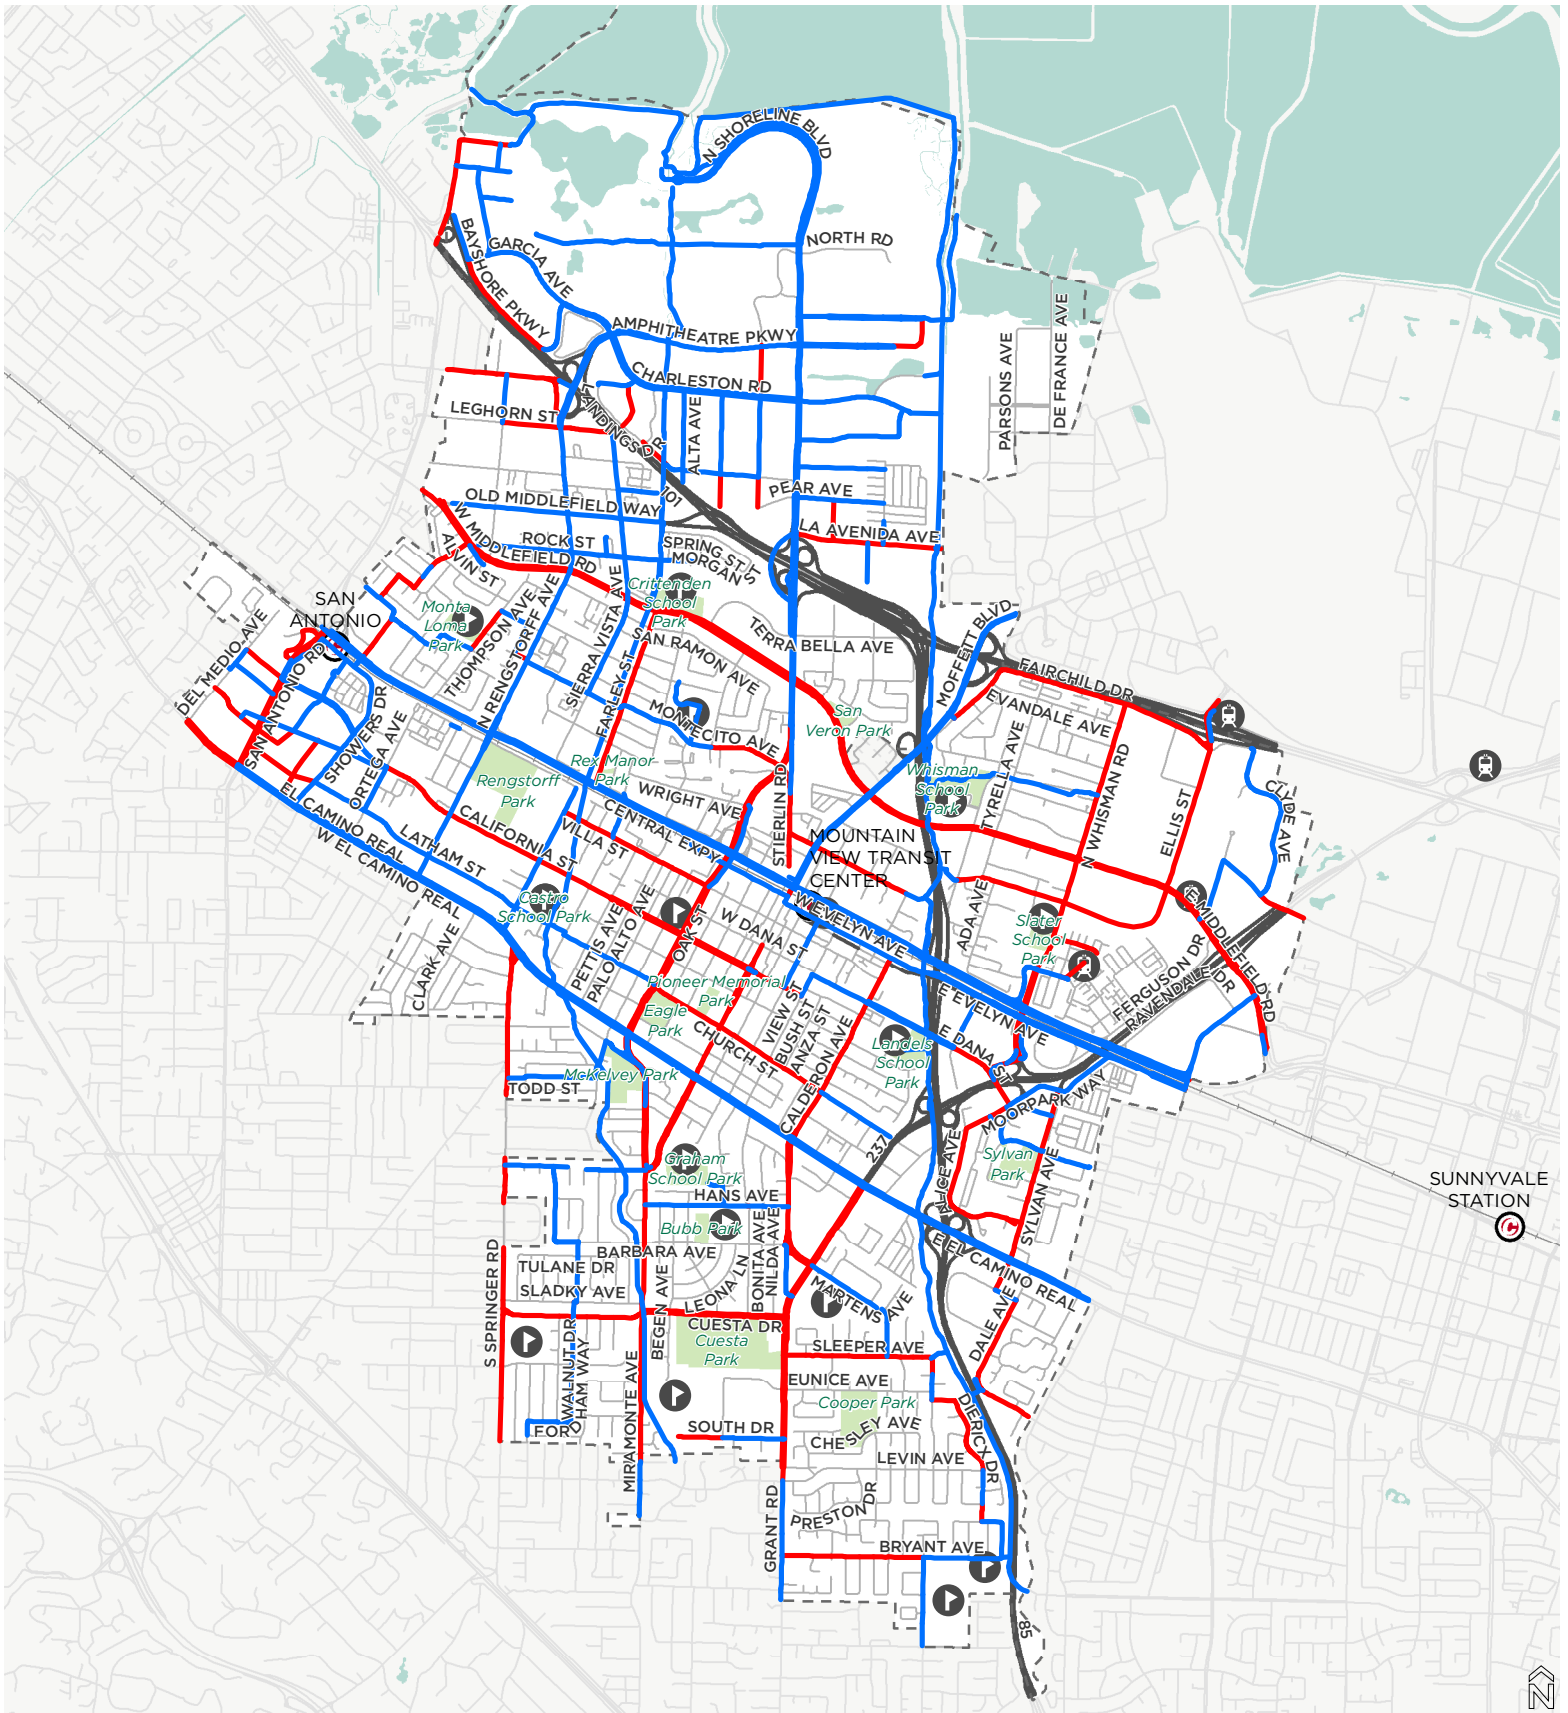 N SHORELINE BLVD
NORTH RD
BAYSHORE PKWY
GARCIA AVE
DE FRANCE AVE
PARSONS AVE
AMPHITHEATRE PKWY
CHARLESTON RD
LEGHORN ST
LANDINGS DR
ALTA AVE
101
PEAR AVE
OLD MIDDLEFIELD WAY
LA AVENIDA AVE
W MIDDLEFIELD RD
ROCK ST
SPRING ST
MORGAN ST
ALVIN ST
Crittenden
School
Park
SAN
ANTONIO
Monta
Loma
Park
THOMPSON AVE
N RENGSTORFF AVE
SIERRA VISTA AVE
FARLEY ST
SAN RAMON AVE
TERRA BELLA AVE
MOFFETT BLVD
FAIRCHILD DR
DEL MEDIO AVE
SAN ANTONIO RD
SHOWERS DR
ORTEGA AVE
MONTECITO AVE
San
Veron Park
EVANDALE AVE
TYRELLA AVE
N WHISMAN RD
ELLIS ST
CLYDE AVE
Rex Manor
Park
Rengstorff
Park
WRIGHT AVE
STIERLIN RD
Whisman
School
Park
EL CAMINO REAL
W EL CAMINO REAL
LATHAM ST
CALIFORNIA ST
VILLA ST
CENTRAL EXPY
MOUNTAIN
VIEW TRANSIT
CENTER
Castro
School Park
CLARK AVE
PETTIS AVE
PALO ALTO AVE
OAK ST
W DANA ST
W EVELYN AVE
ADA AVE
Slater
School
Park
E MIDDLEFIELD RD
FERGUSON DR
RAVENDALE DR
Pioneer Memorial
Park
Eagle
Park
VIEW ST
BUSH ST
ANZA ST
CALDERON AVE
CHURCH ST
E EVELYN AVE
E DANA ST
Landels
School
Park
McKelvey Park
TODD ST
MOORPARK WAY
237
ALICE AVE
Sylvan
Park
SYLVAN AVE
Graham
School Park
HANS AVE
Bubb Park
BONITA AVE
NILDA AVE
SUNNYVALE
STATION
S SPRINGER RD
BARBARA AVE
TULANE DR
SLADKY AVE
BEGEN AVE
LEONA LN
E EL CAMINO REAL
MARTENS AVE
DALE AVE
CUESTA DR
Cuesta
Park
SLEEPER AVE
WALNUT DR
FORDHAM WAY
MIRAMONTE AVE
EUNICE AVE
Cooper Park
DIERICX DR
SOUTH DR
CHESLEY AVE
LEVIN AVE
GRANT RD
PRESTON DR
BRYANT AVE
85
N